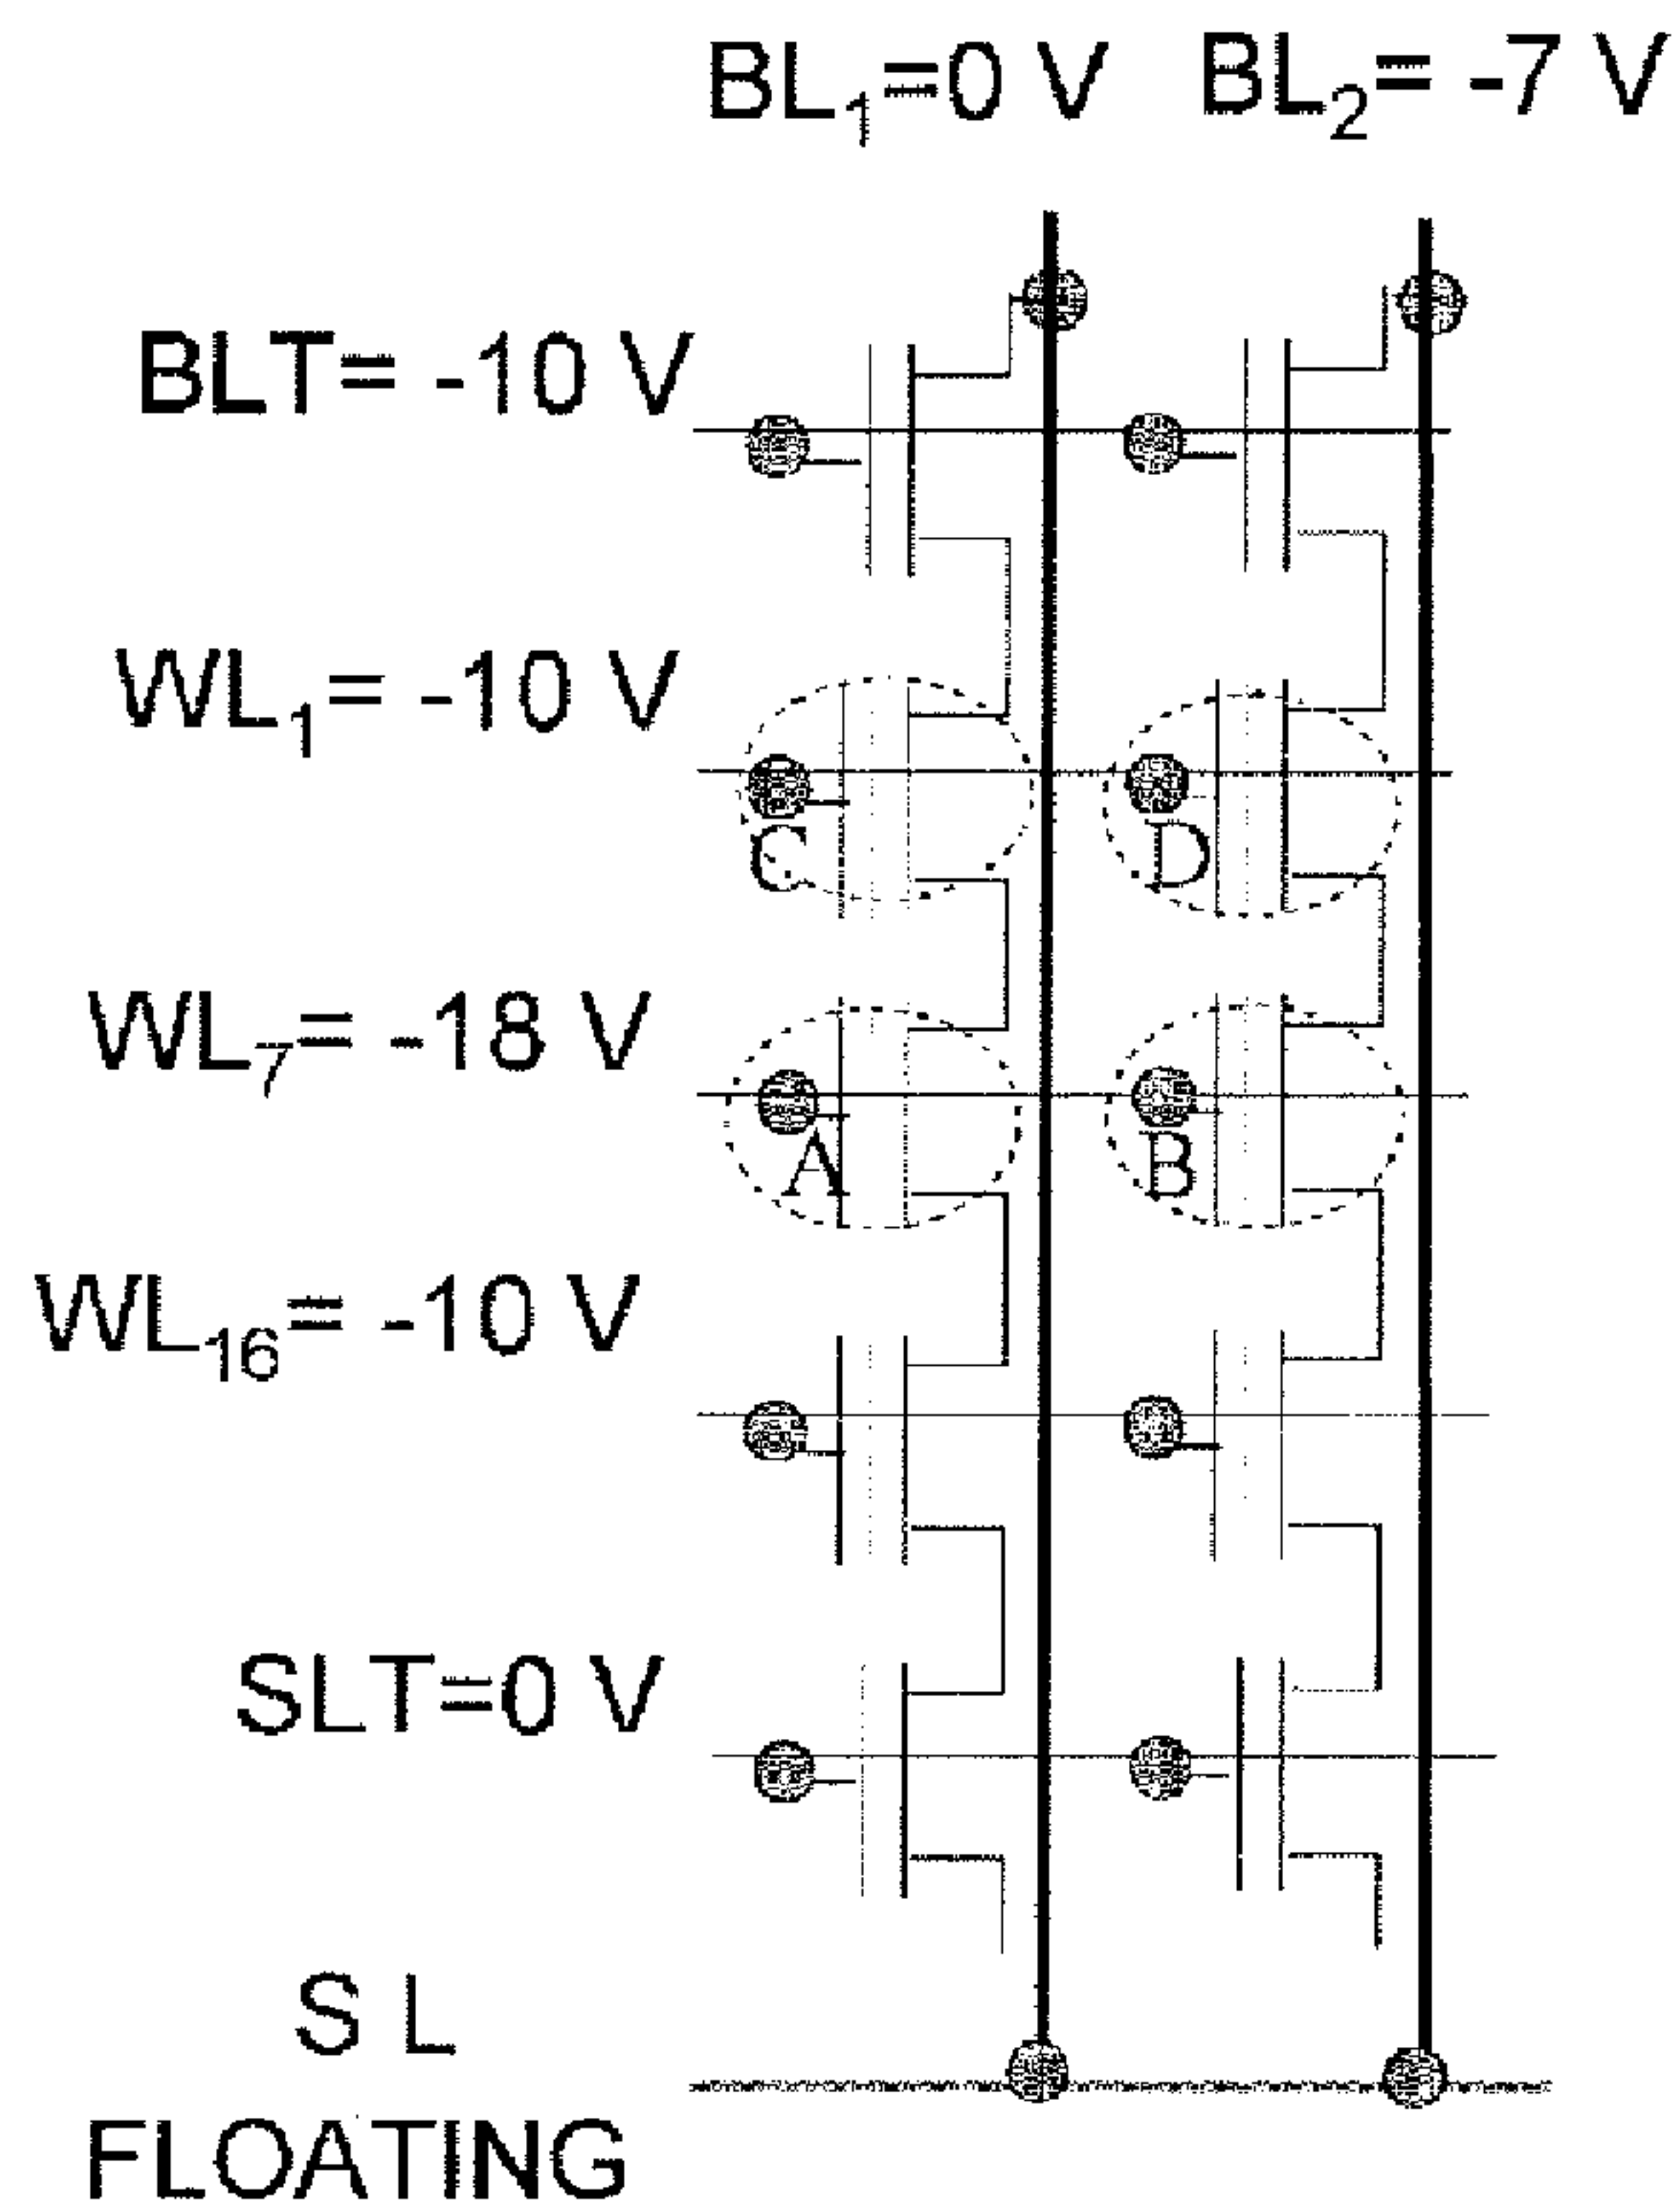 BL₁=0 V BL₂= -7 V
BLT= -10 V
WL₁= -10 V
C D
WL₇= -18 V
A B
WL₁₆= -10 V
SLT=0 V
S L
FLOATING